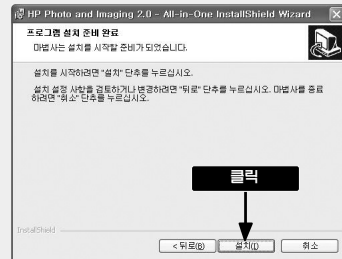 HP Photo and Imaging 2.0 - All-in-One InstallShield Wizard
프로그램 설치 준비 완료
마법사는 설치를 시작할 준비가 되었습니다.
설치를 시작하려면 "설치" 단추를 누르십시오.
설치 설정 사항을 검토하거나 변경하려면 "뒤로" 단추를 누르십시오. 마법사를 종료
하려면 "취소" 단추를 누르십시오.
클릭
InstallShield
< 뒤로(B) 설치(I) 취소